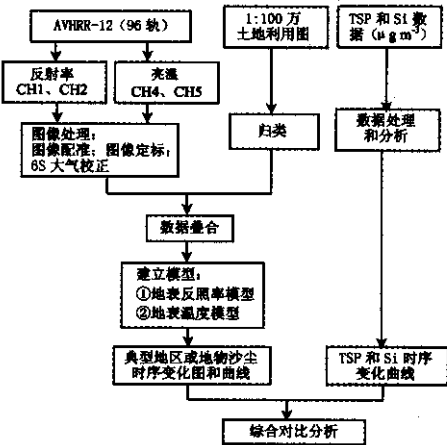 AVHRR-12（96 轨）
1:100 万
土地利用图
TSP 和 Si 数
据（μg m⁻³）
反射率
CH1、CH2
亮温
CH4、CH5
图像处理：
图像配准；图像定标；
6S 大气校正
归类
数据处理
和分析
数据叠合
建立模型：
①地表反照率模型
②地表温度模型
典型地区或地物沙尘
时序变化图和曲线
TSP 和 Si 时序
变化曲线
综合对比分析